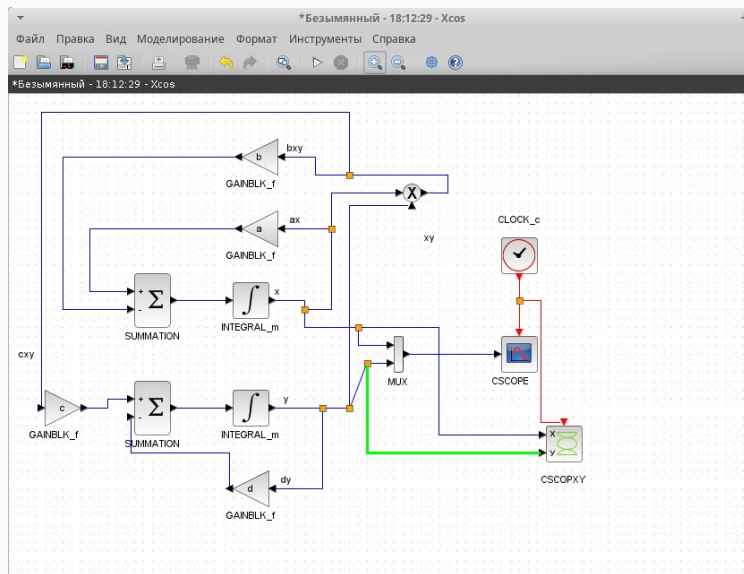 *Безымянный - 18:12:29 - Xcos
Файл Правка Вид Моделирование Формат Инструменты Справка
*Безымянный - 18:12:29 - Xcos
b
bxy
GAINBLK_f
X
a
ax
GAINBLK_f
xy
CLOCK_c
+
-
Σ
∫
x
SUMMATION
INTEGRAL_m
cxy
MUX
CSCOPE
c
GAINBLK_f
+
-
Σ
∫
y
SUMMATION
INTEGRAL_m
X
y
CSCOPXY
d
dy
GAINBLK_f